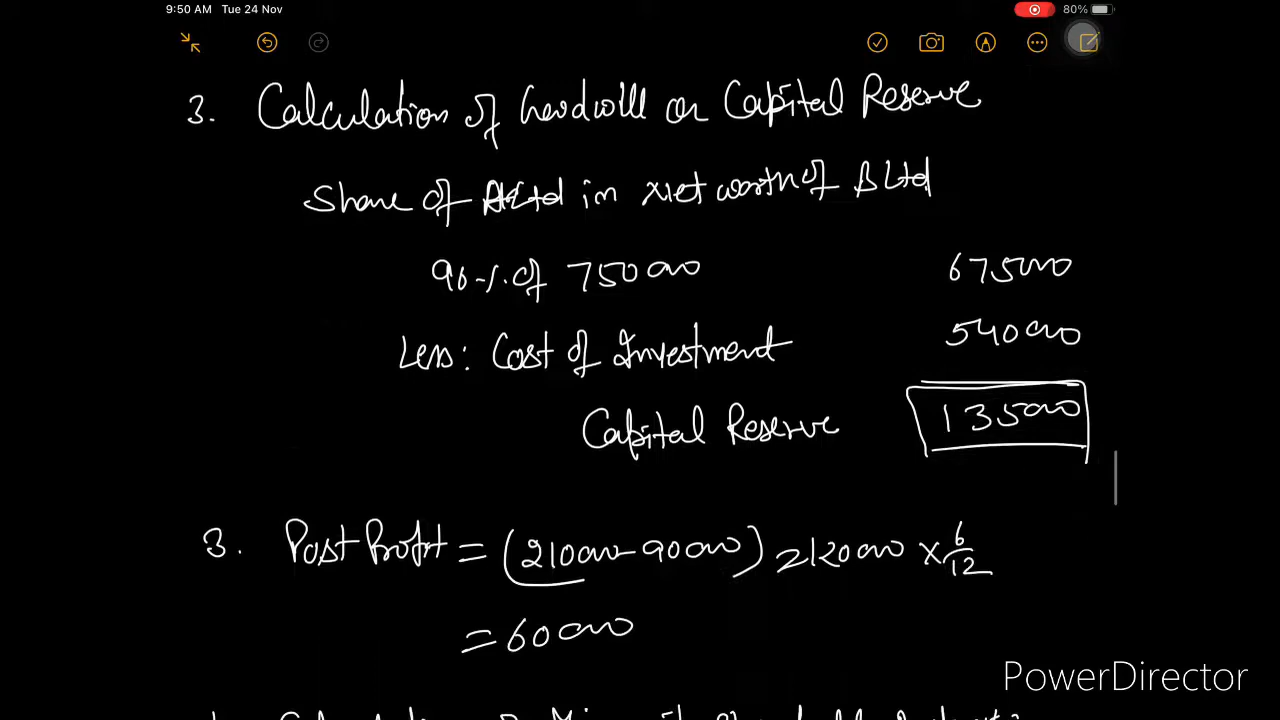 9:50 AM Tue 24 Nov 80%
3. Calculation of Goodwill or Capital Reserve
Share of A Ltd in Net worth of B Ltd
90 % of 750000 675000
Less: Cost of Investment 540000
Capital Reserve 135000
3. Post Profit = (210000 - 90000) = 120000 × 6/12
= 60000
PowerDirector